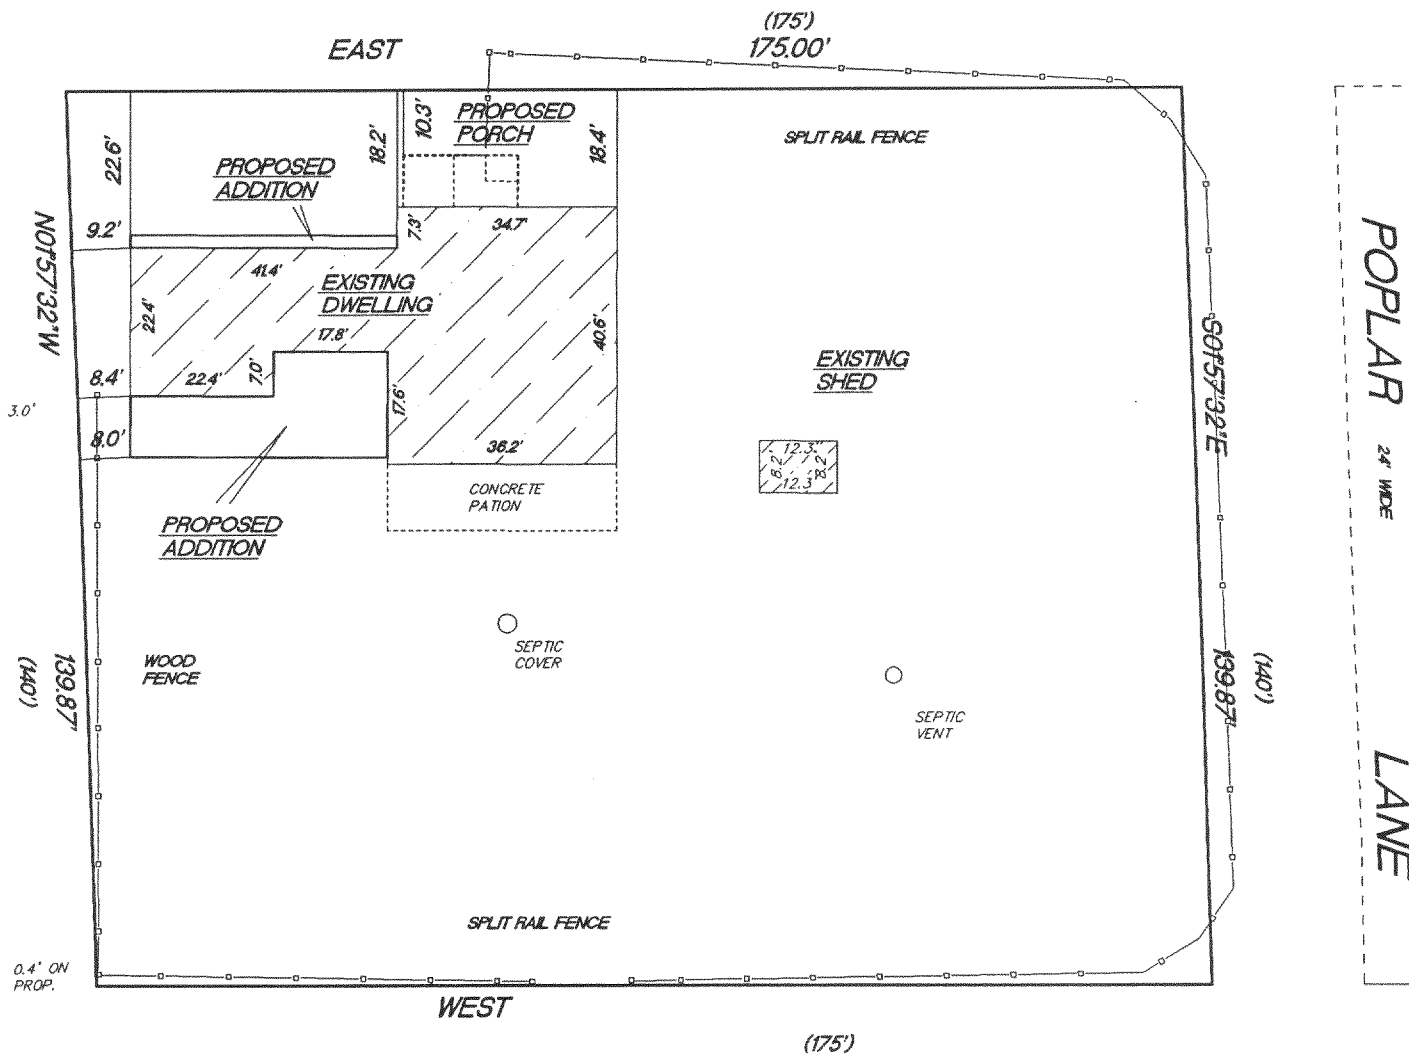 (175')
EAST
175.00'
22.6'
PROPOSED
ADDITION
18.2'
10.3'
PROPOSED
PORCH
18.4'
SPLIT RAIL FENCE
N01°57'32"W
9.2'
7.3'
34.7'
41.4'
EXISTING
DWELLING
22.4'
17.8'
40.6'
8.4'
22.4'
7.0'
17.6'
3.0'
8.0'
36.2'
EXISTING
SHED
12.3'
8.2'
8.2'
12.3'
S01°57'32"E
POPLAR
24' WIDE
LANE
CONCRETE
PATION
PROPOSED
ADDITION
SEPTIC
COVER
WOOD
FENCE
139.87'
(140')
SEPTIC
VENT
139.87'
(140')
SPLIT RAIL FENCE
0.4' ON
PROP.
WEST
(175')